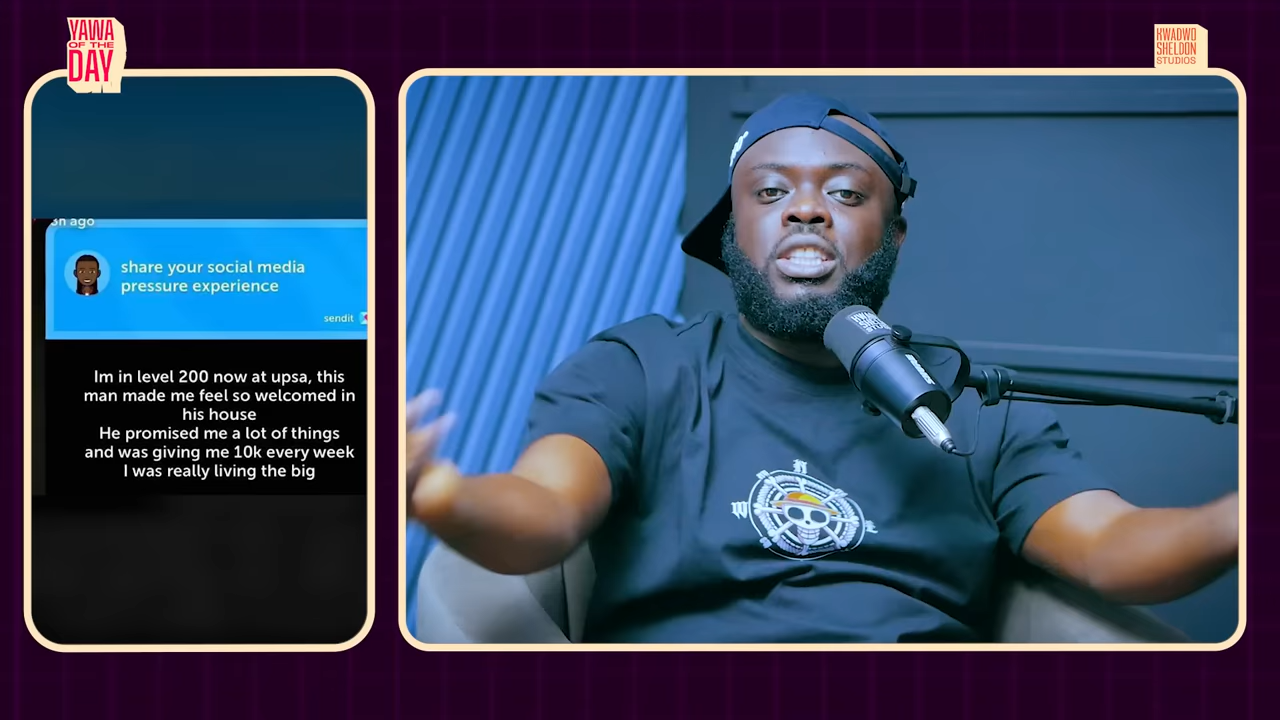 YAWA
OF THE
DAY
KWADWO
SHELDON
STUDIOS
3h ago
share your social media
pressure experience
sendit
Im in level 200 now at upsa, this
man made me feel so welcomed in
his house
He promised me a lot of things
and was giving me 10k every week
I was really living the big